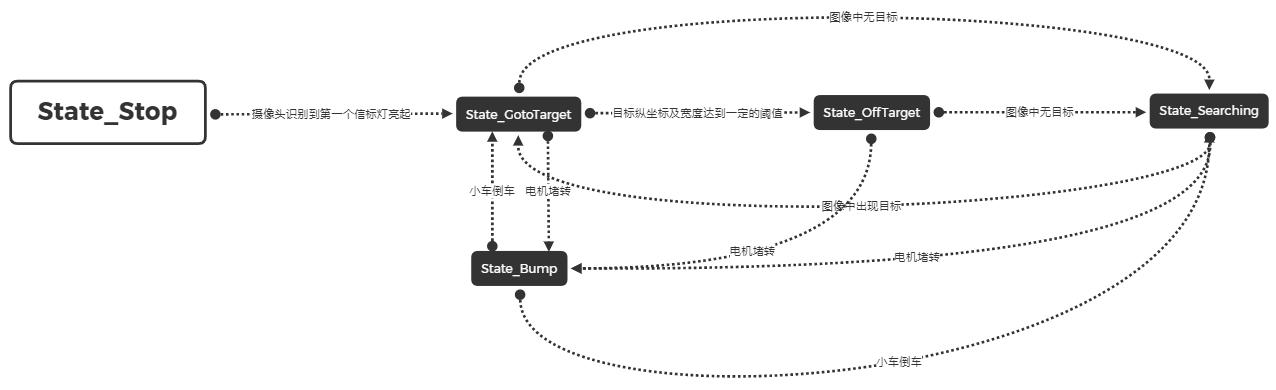 图像中无目标
State_Stop
摄像头识别到第一个信标灯亮起
State_GotoTarget
目标纵坐标及宽度达到一定的阈值
State_OffTarget
图像中无目标
State_Searching
小车倒车
电机堵转
图像中出现目标
电机堵转
电机堵转
State_Bump
小车倒车